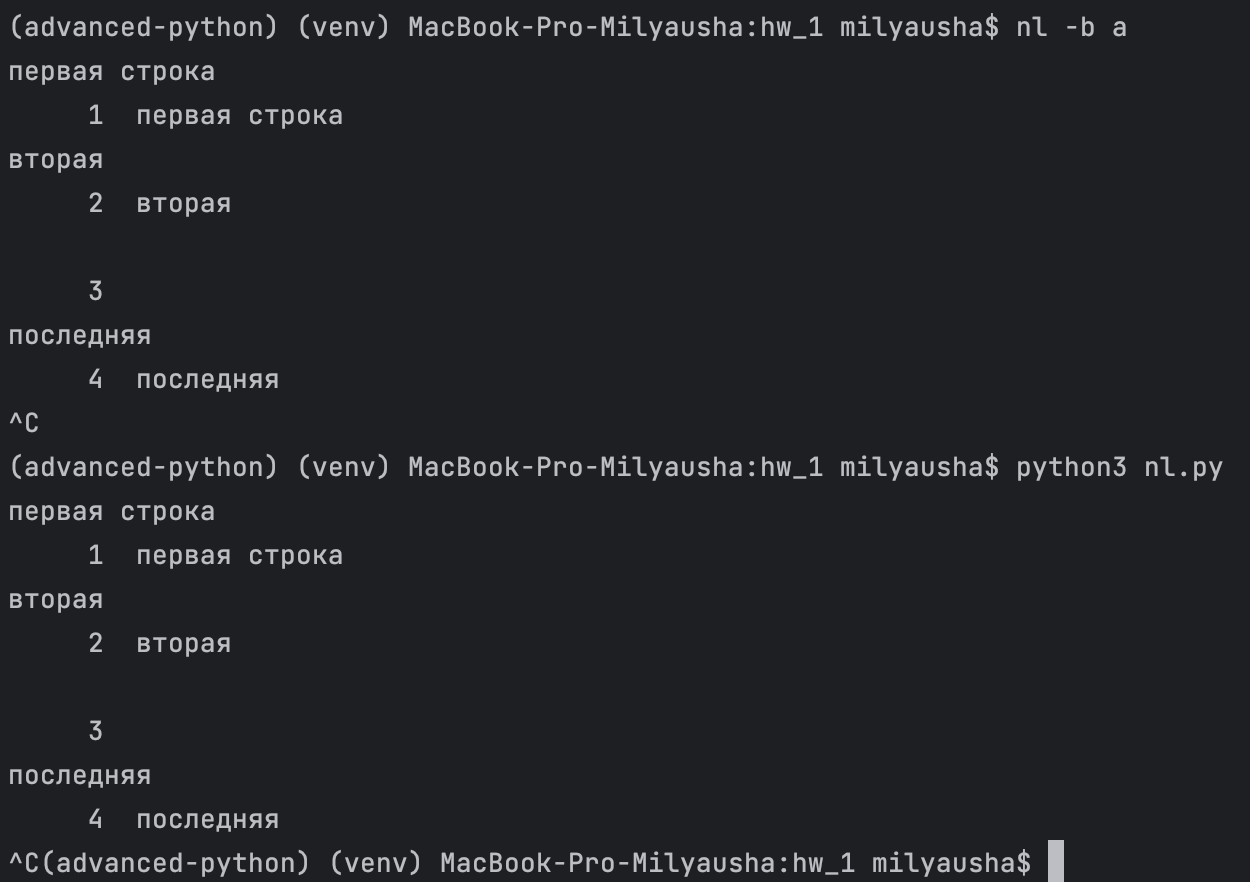 (advanced-python) (venv) MacBook-Pro-Milyausha:hw_1 milyausha$ nl -b a
первая строка
     1  первая строка
вторая
     2  вторая

     3
последняя
     4  последняя
^C
(advanced-python) (venv) MacBook-Pro-Milyausha:hw_1 milyausha$ python3 nl.py
первая строка
     1  первая строка
вторая
     2  вторая

     3
последняя
     4  последняя
^C(advanced-python) (venv) MacBook-Pro-Milyausha:hw_1 milyausha$